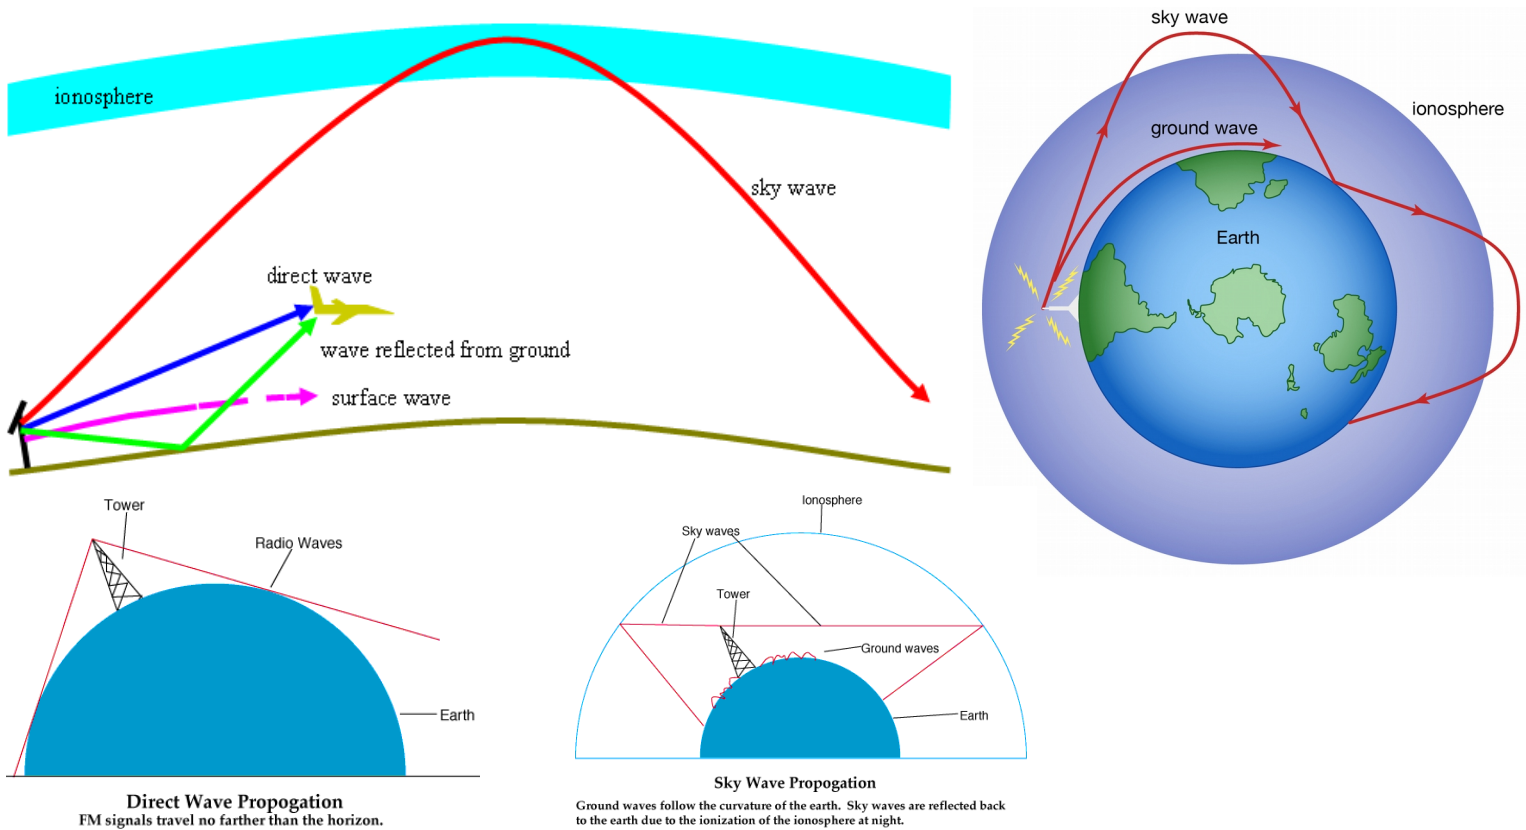 ionosphere
sky wave
direct wave
wave reflected from ground
surface wave
sky wave
ionosphere
ground wave
Earth
Tower
Radio Waves
Earth
Direct Wave Propogation
FM signals travel no farther than the horizon.
Ionosphere
Sky waves
Tower
Ground waves
Earth
Sky Wave Propogation
Ground waves follow the curvature of the earth.  Sky waves are reflected back
to the earth due to the ionization of the ionosphere at night.